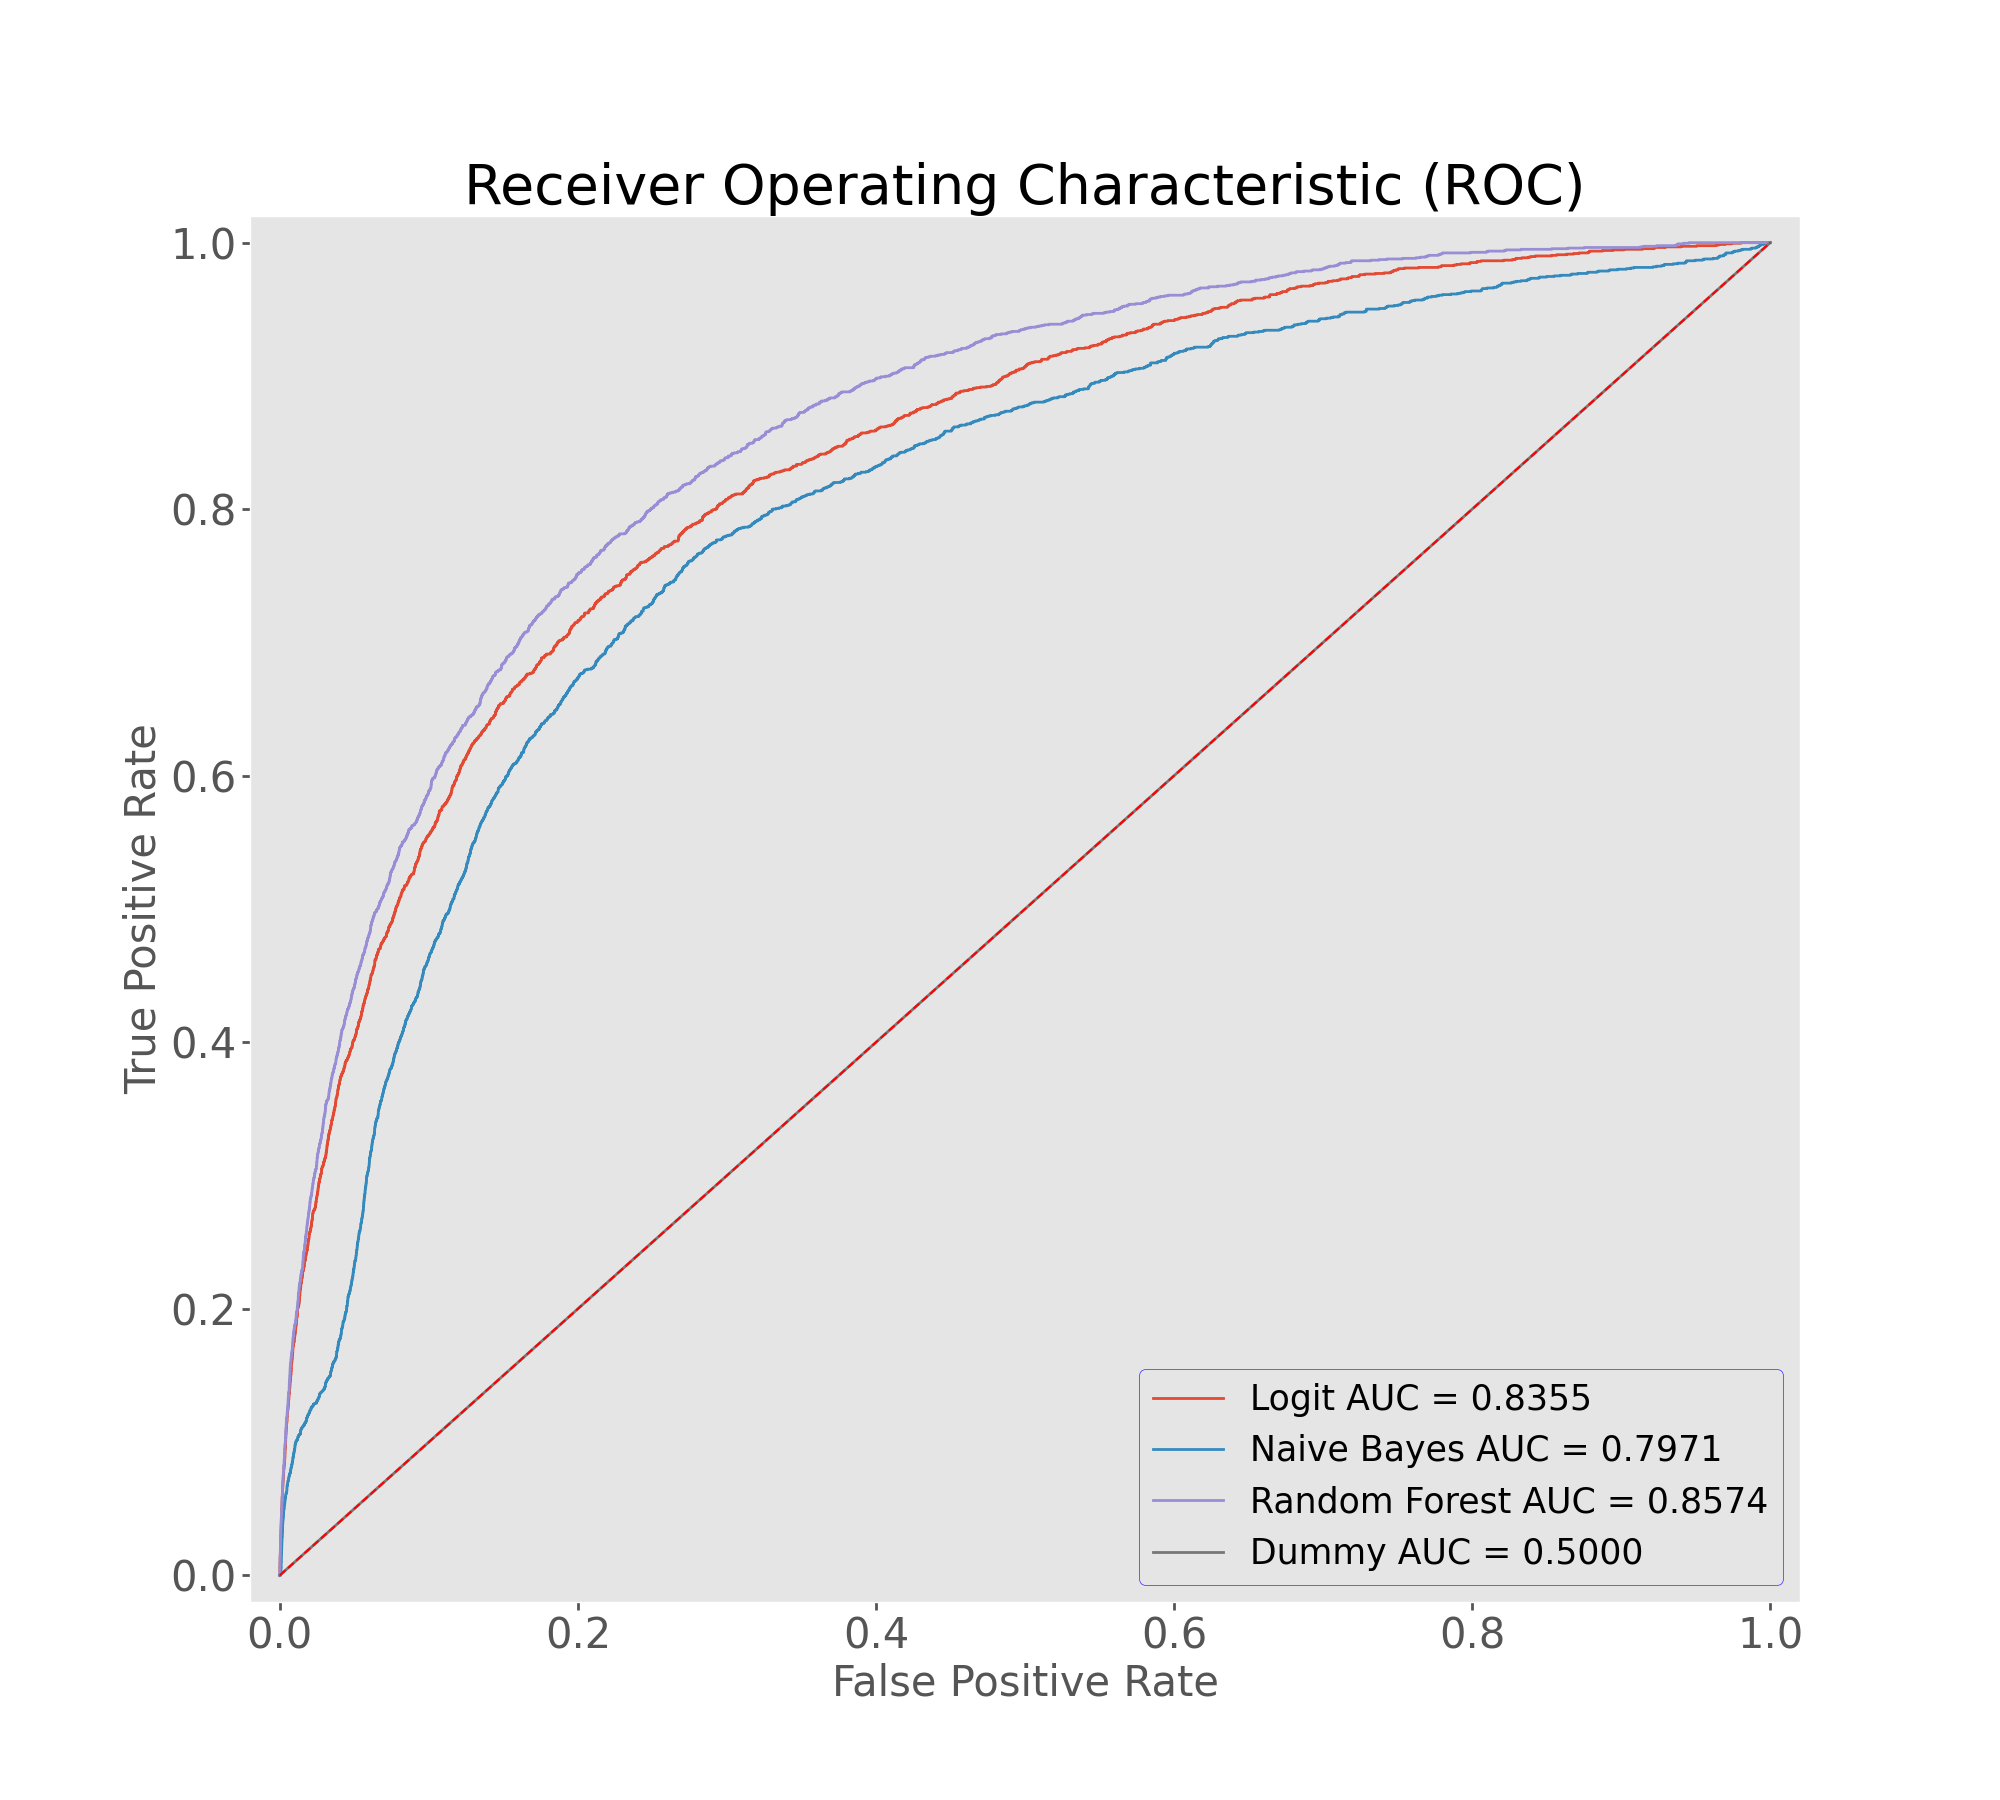 Receiver Operating Characteristic (ROC)
1.0
0.8
0.6
0.4
0.2
0.0
True Positive Rate
Logit AUC = 0.8355
Naive Bayes AUC = 0.7971
Random Forest AUC = 0.8574
Dummy AUC = 0.5000
0.0 0.2 0.4 0.6 0.8 1.0
False Positive Rate